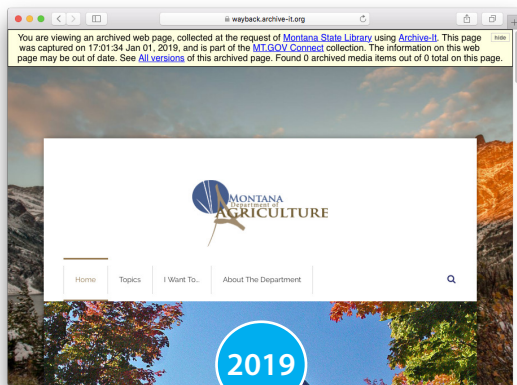 wayback.archive-it.org
You are viewing an archived web page, collected at the request of Montana State Library using Archive-It. This page
hide
was captured on 17:01:34 Jan 01, 2019, and is part of the MT.GOV Connect collection. The information on this web
page may be out of date. See All versions of this archived page. Found 0 archived media items out of 0 total on this page.
MONTANA
Department of
AGRICULTURE
Home Topics I Want To... About The Department
2019